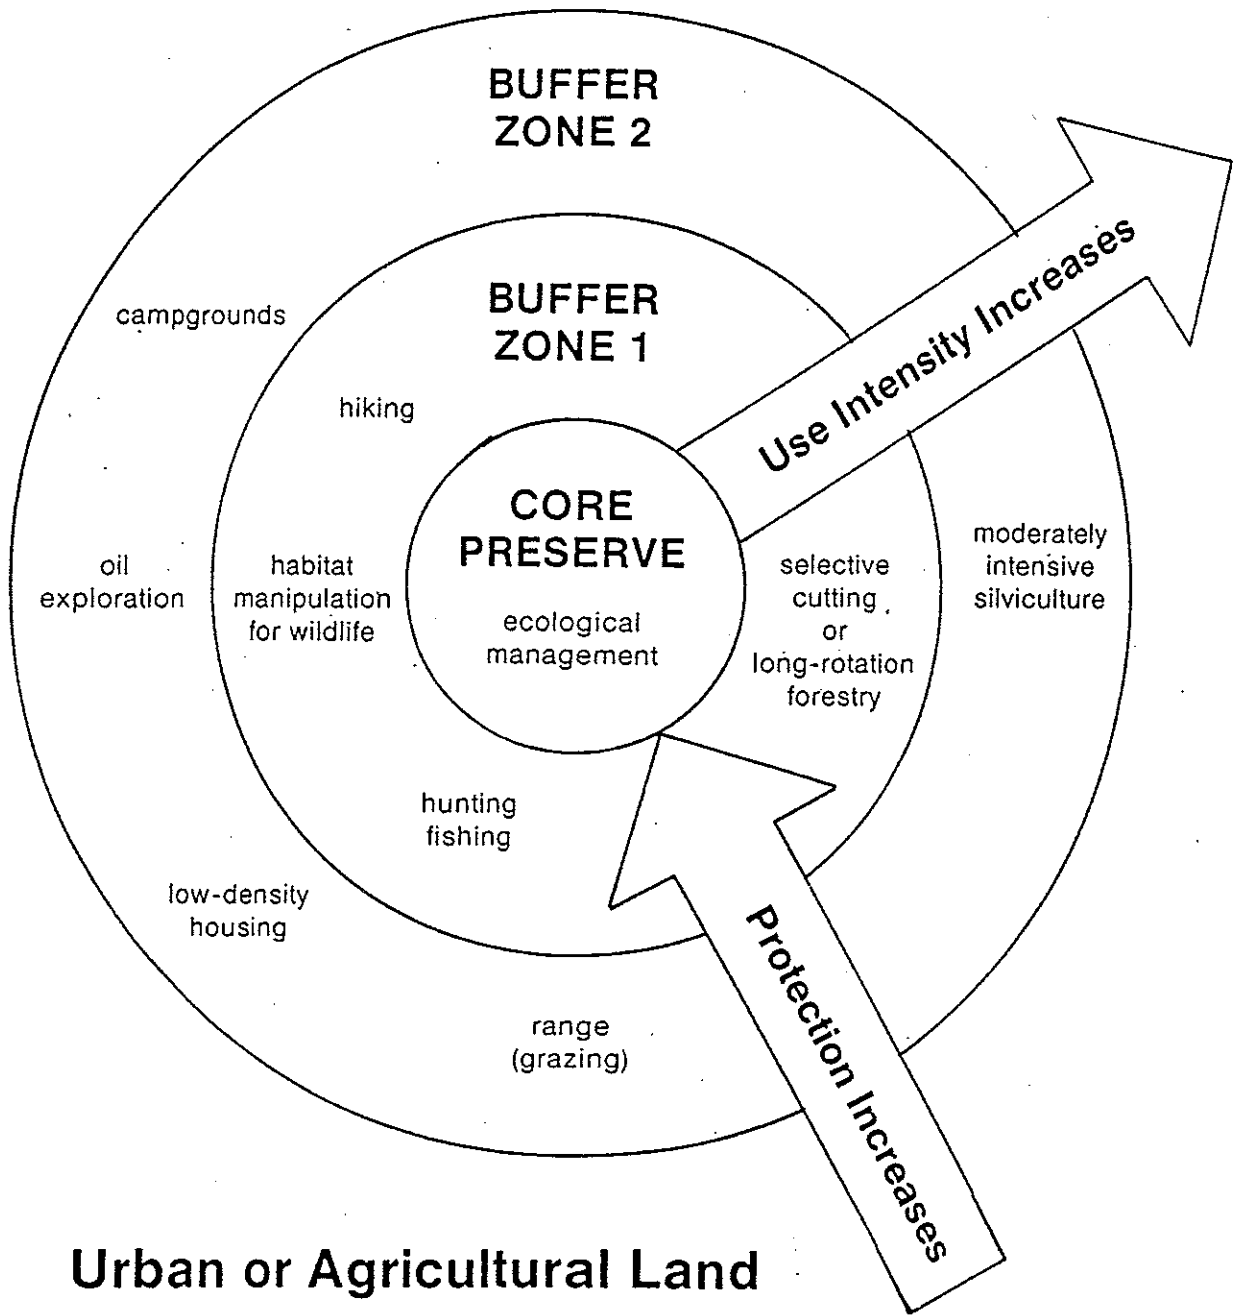 BUFFER
ZONE 2
BUFFER
ZONE 1
Use Intensity Increases
campgrounds
hiking
CORE
PRESERVE
ecological
management
oil
exploration
habitat
manipulation
for wildlife
selective
cutting
or
long-rotation
forestry
moderately
intensive
silviculture
hunting
fishing
low-density
housing
range
(grazing)
Protection Increases
Urban or Agricultural Land